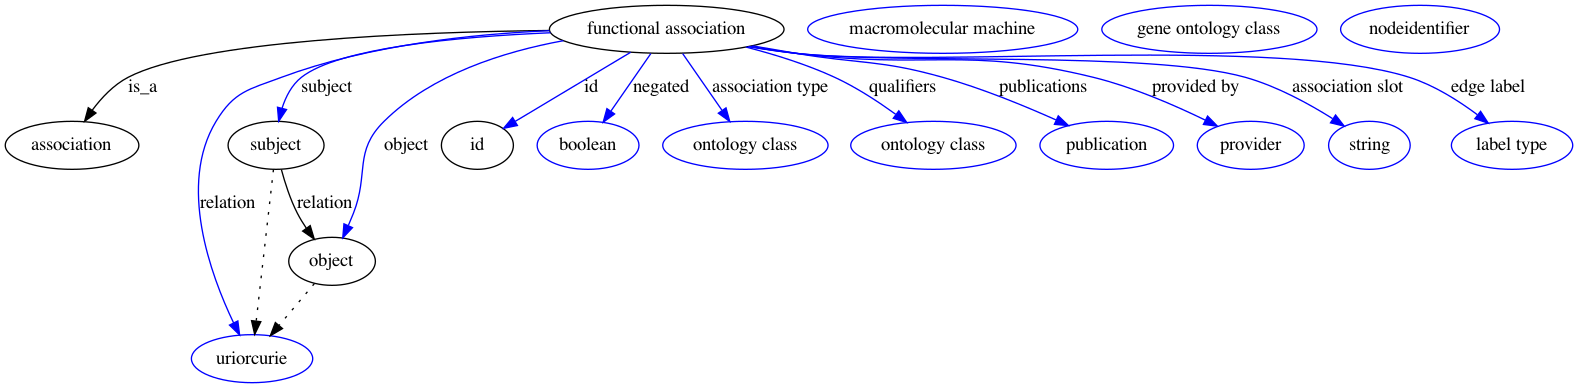 functional association
macromolecular machine
gene ontology class
nodeidentifier
is_a
subject
id
negated
association type
qualifiers
publications
provided by
association slot
edge label
association
subject
object
id
boolean
ontology class
ontology class
publication
provider
string
label type
relation
relation
object
uriorcurie